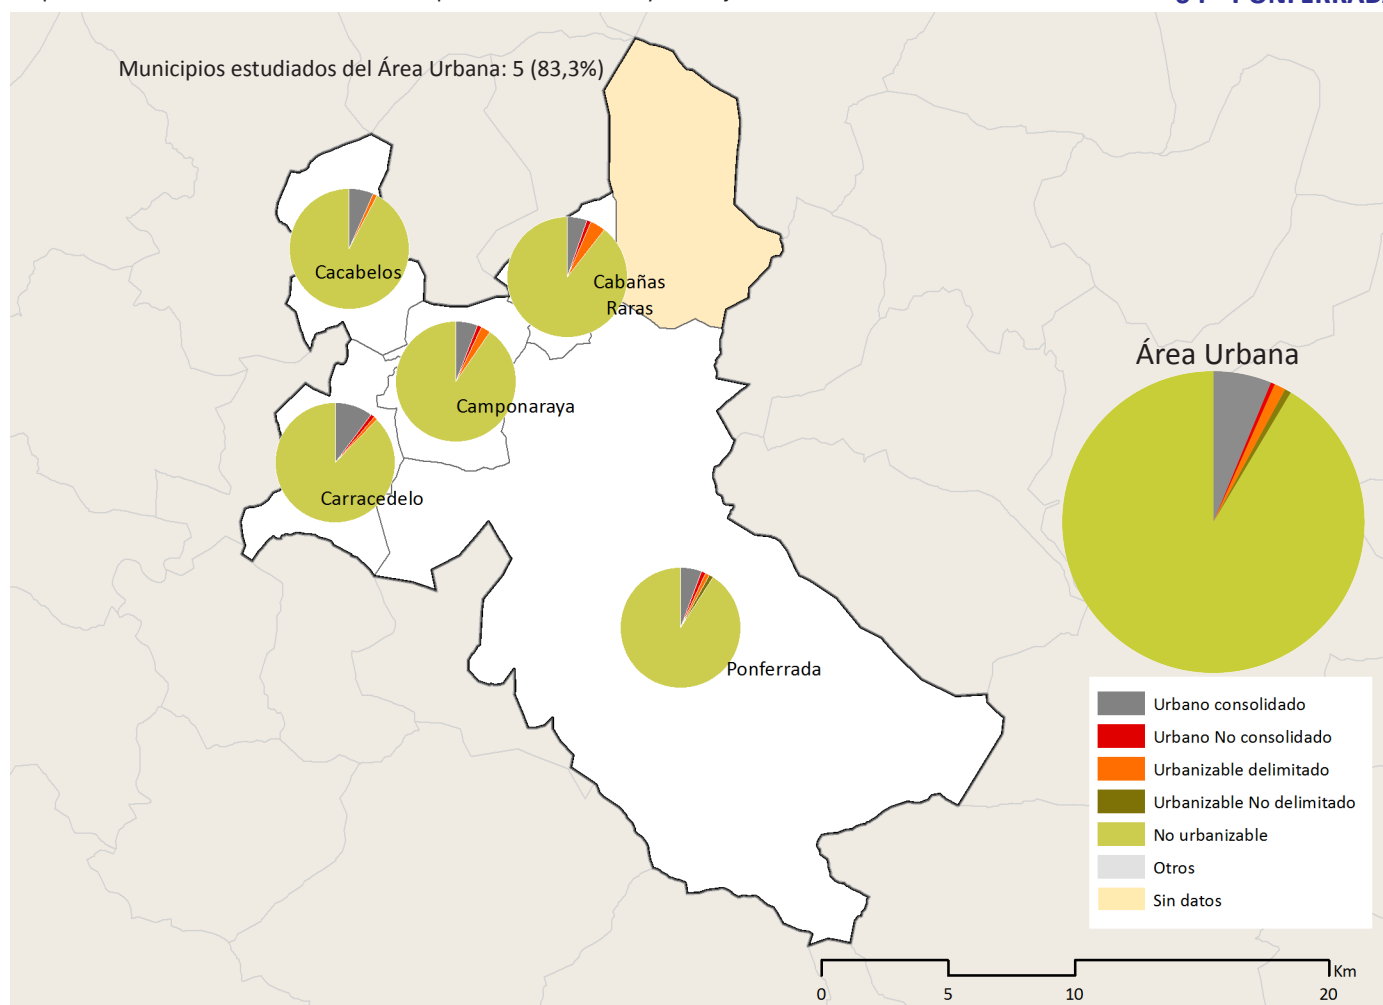 Municipios estudiados del Área Urbana: 5 (83,3%)
Cacabelos
Cabañas
Raras
Camponaraya
Carracedelo
Ponferrada
Área Urbana
Urbano consolidado
Urbano No consolidado
Urbanizable delimitado
Urbanizable No delimitado
No urbanizable
Otros
Sin datos
Km
0 5 10 20